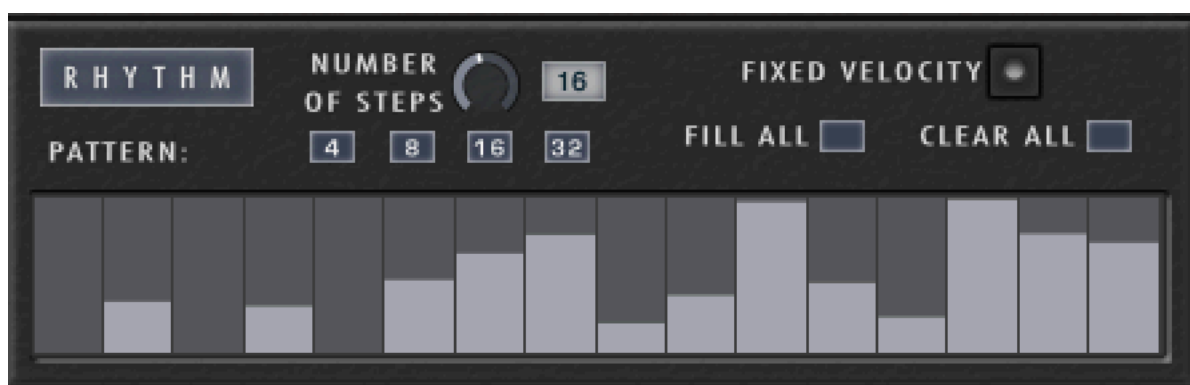 RHYTHM
NUMBER
OF STEPS
16
FIXED VELOCITY
PATTERN:
4 8 16 32
FILL ALL
CLEAR ALL